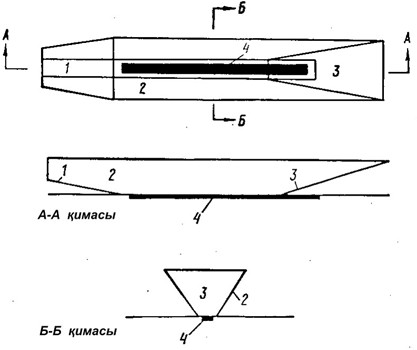 Б
А 4 А
1 3
2
Б
1 2 3
А-А қимасы 4
3 2
Б-Б қимасы 4